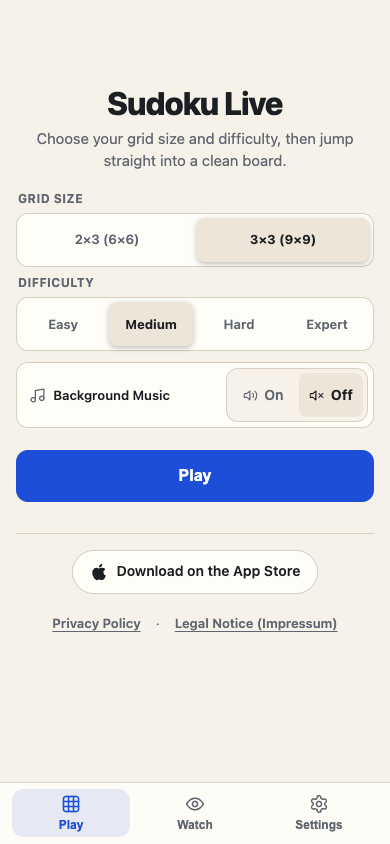 Sudoku Live
Choose your grid size and difficulty, then jump
straight into a clean board.
GRID SIZE
2×3 (6×6)
3×3 (9×9)
DIFFICULTY
Easy
Medium
Hard
Expert
Background Music
On
Off
Play
Download on the App Store
Privacy Policy · Legal Notice (Impressum)
Play
Watch
Settings